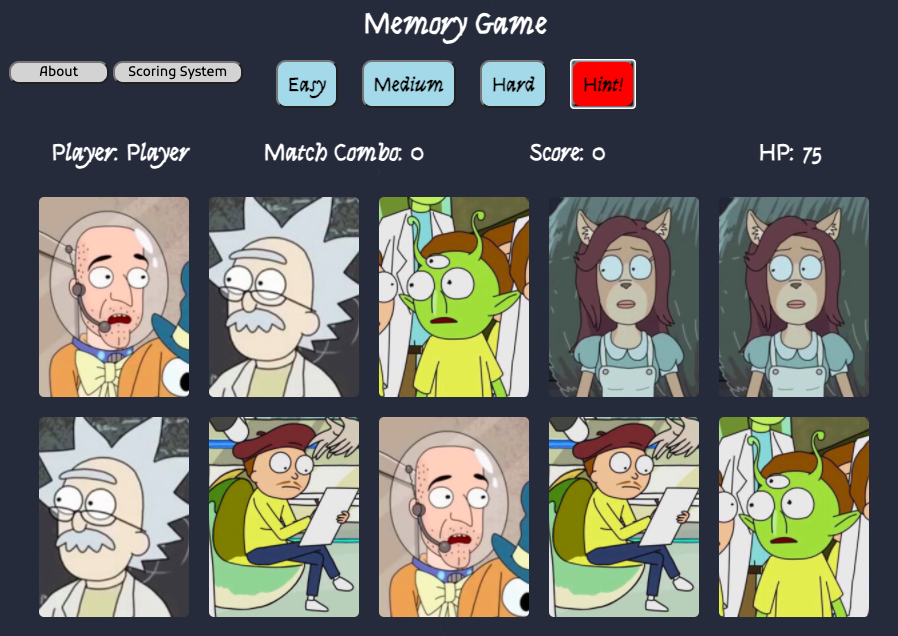 Memory Game
About
Scoring System
Easy
Medium
Hard
Hint!
Player: Player
Match Combo: 0
Score: 0
HP: 75